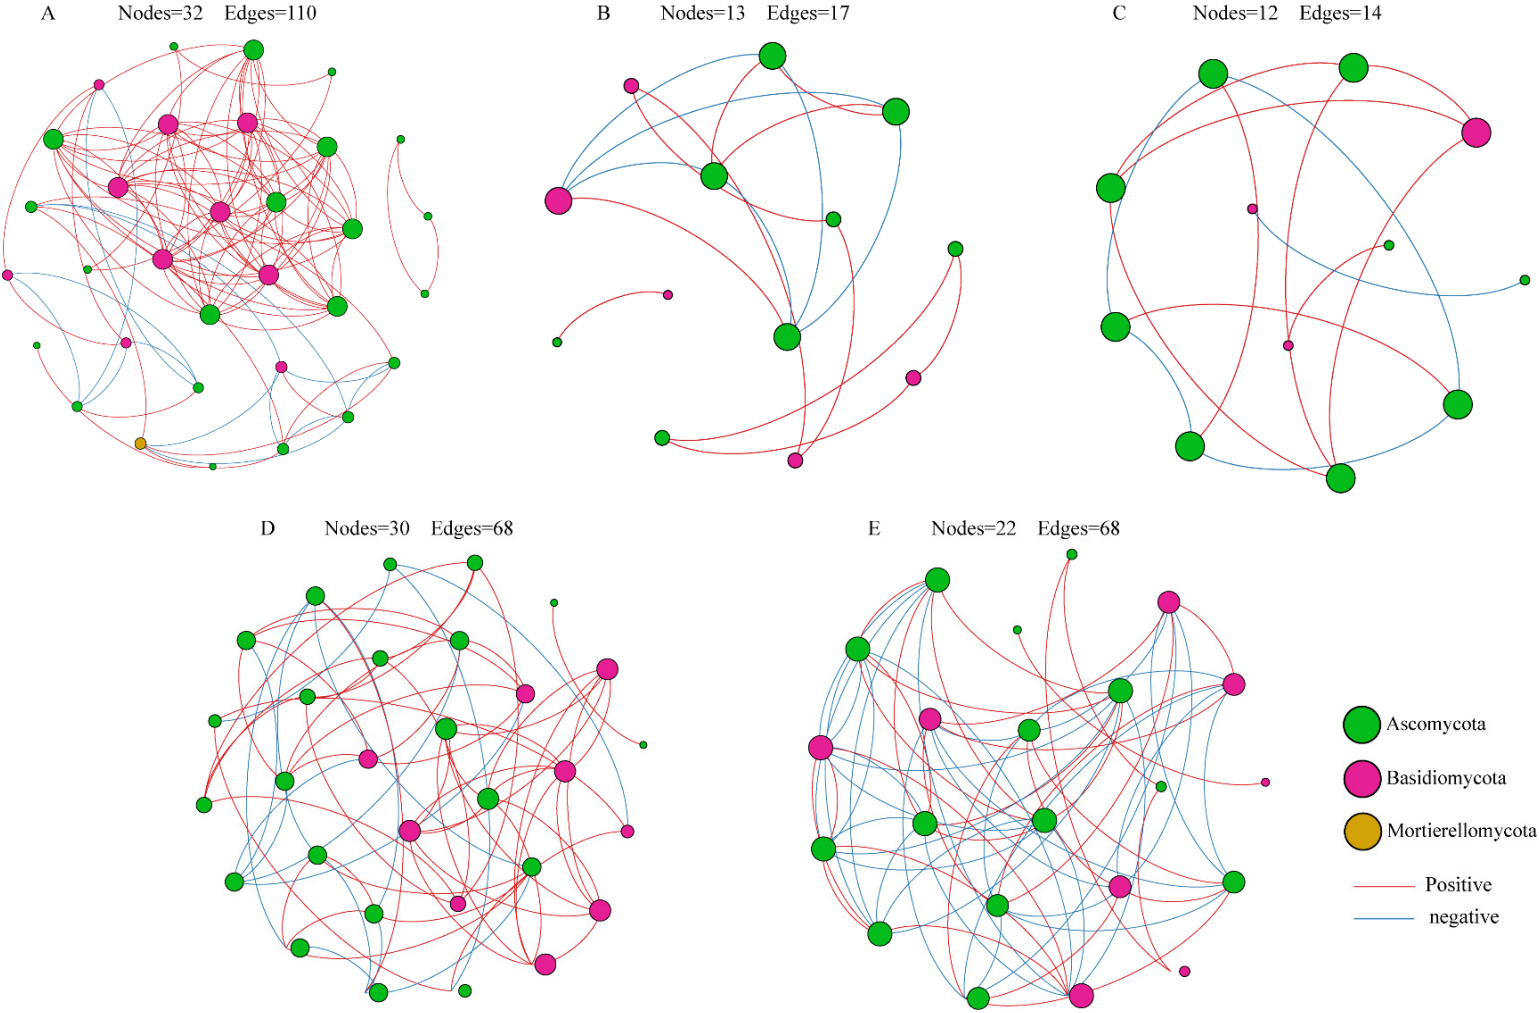 A Nodes=32 Edges=110
B Nodes=13 Edges=17
C Nodes=12 Edges=14
D Nodes=30 Edges=68
E Nodes=22 Edges=68
Ascomycota
Basidiomycota
Mortierellomycota
Positive
negative